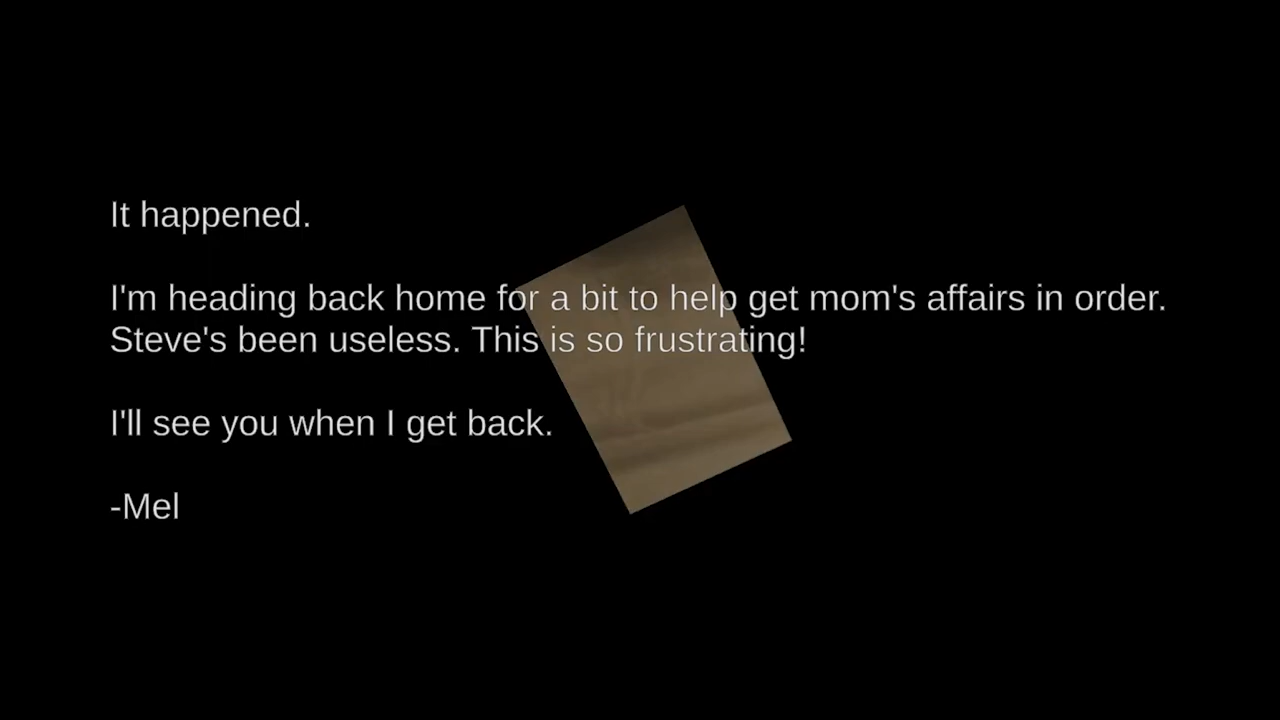 It happened.
I'm heading back home for a bit to help get mom's affairs in order.
Steve's been useless. This is so frustrating!
I'll see you when I get back.
-Mel